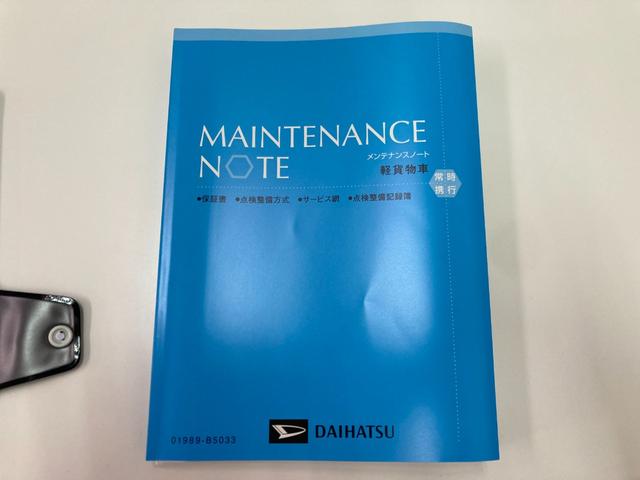 MAINTENANCE
NOTE
メンテナンスノート
軽貨物車
常時
携行
●保証書 ●点検整備方式 ●サービス網 ●点検整備記録簿
01989-B5033
DAIHATSU